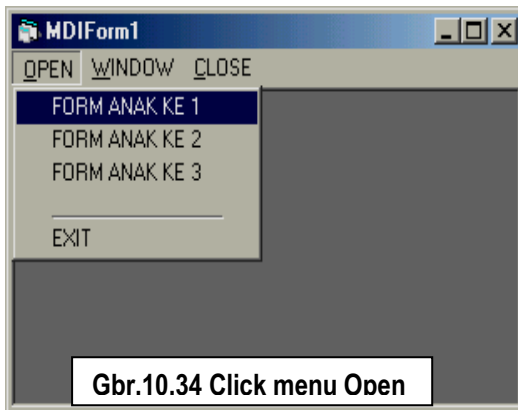 MDIForm1
OPEN WINDOW CLOSE
FORM ANAK KE 1
FORM ANAK KE 2
FORM ANAK KE 3
EXIT
Gbr.10.34 Click menu Open